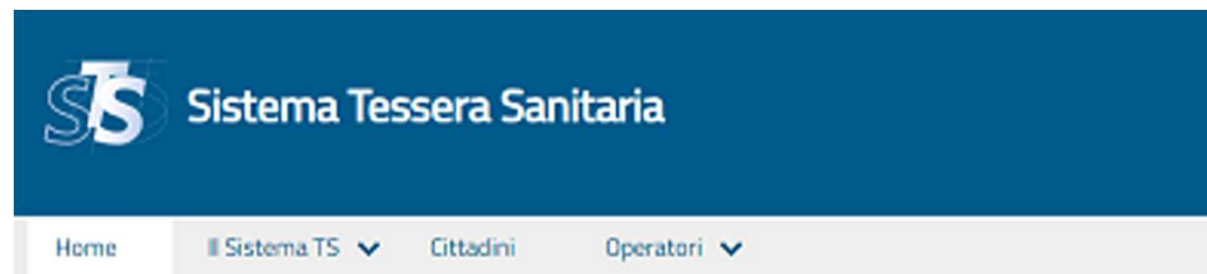 STS Sistema Tessera Sanitaria
Home Il Sistema TS Cittadini Operatori